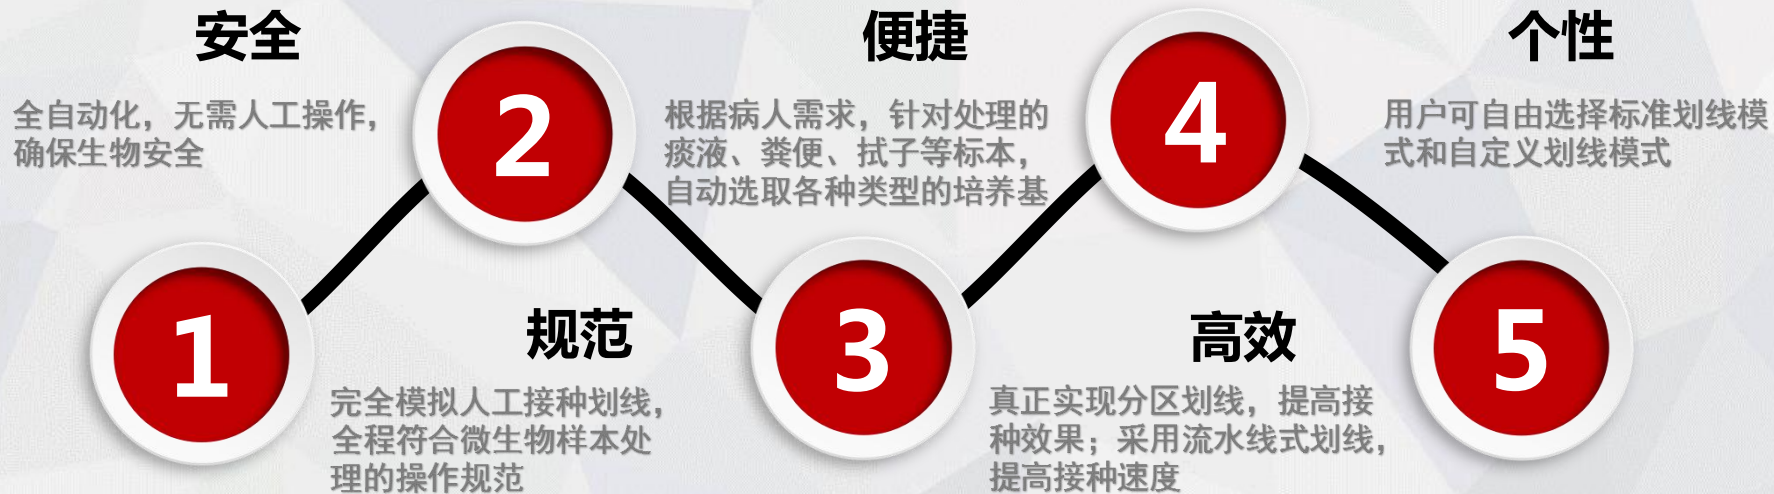 安全
全自动化，无需人工操作，
确保生物安全
1
2
规范
完全模拟人工接种划线，
全程符合微生物样本处
理的操作规范
便捷
根据病人需求，针对处理的
痰液、粪便、拭子等标本，
自动选取各种类型的培养基
3
4
高效
真正实现分区划线，提高接
种效果；采用流水线式划线，
提高接种速度
个性
用户可自由选择标准划线模
式和自定义划线模式
5